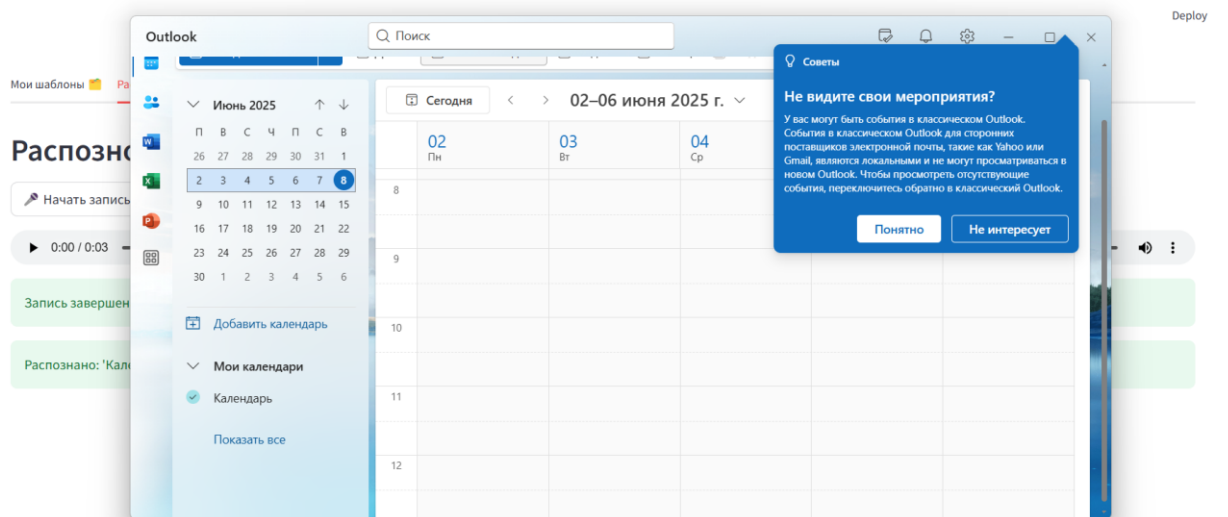 Deploy
Outlook
Поиск
Мои шаблоны
Распозно
Начать запись
0:00 / 0:03
Запись завершен
Распознано: 'Кал
Июнь 2025
П В С Ч П С В
26 27 28 29 30 31 1
2 3 4 5 6 7 8
9 10 11 12 13 14 15
16 17 18 19 20 21 22
23 24 25 26 27 28 29
30 1 2 3 4 5 6
Добавить календарь
Мои календари
Календарь
Показать все
Сегодня
02–06 июня 2025 г.
02
Пн
03
Вт
04
Ср
8
9
10
11
12
Советы
Не видите свои мероприятия?
У вас могут быть события в классическом Outlook.
События в классическом Outlook для сторонних
поставщиков электронной почты, такие как Yahoo или
Gmail, являются локальными и не могут просматриваться в
новом Outlook. Чтобы просмотреть отсутствующие
события, переключитесь обратно в классический Outlook.
Понятно
Не интересует